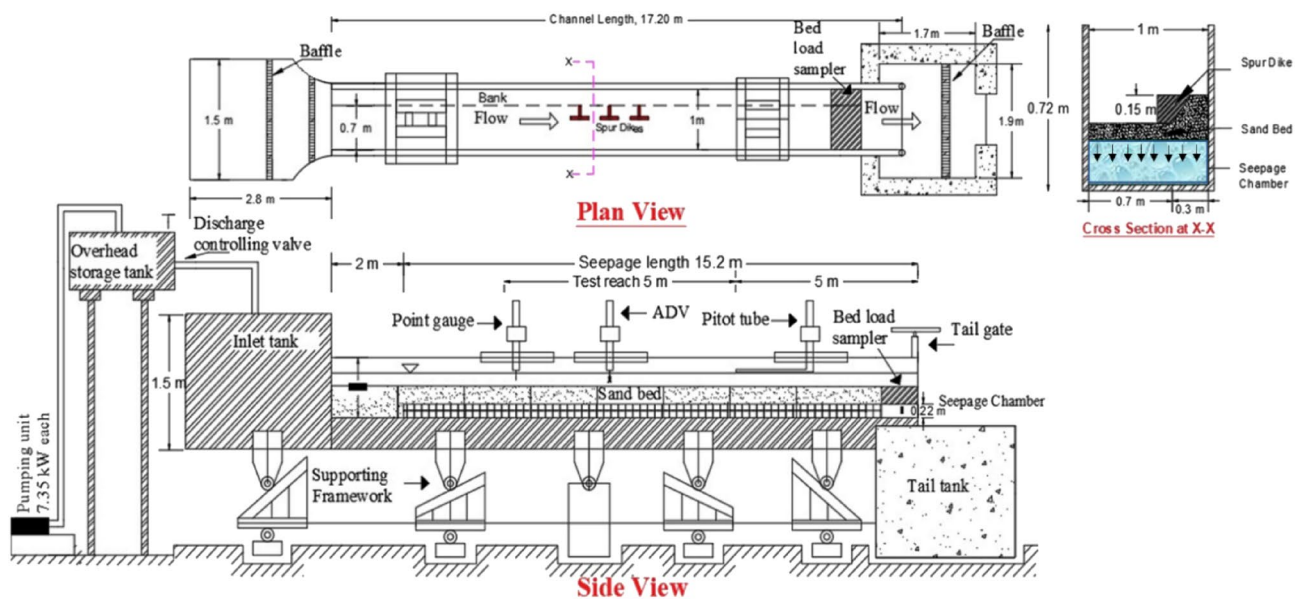 Channel Length, 17.20 m
Baffle
Bed
load
sampler
1.7m
Baffle
1.5 m
0.7 m
Bank
Flow
X
X
Spur Dikes
1m
Flow
1.9m
0.72 m
2.8 m
Plan View
1 m
Spur Dike
0.15 m
Sand Bed
Seepage
Chamber
0.7 m
0.3 m
Cross Section at X-X
Discharge
controlling valve
Overhead
storage tank
2 m
Seepage length 15.2 m
Test reach 5 m
5 m
Point gauge
ADV
Pitot tube
Bed load
sampler
Tail gate
Inlet tank
1.5 m
Sand bed
Seepage Chamber
0.22 m
Pumping unit
7.35 kW each
Supporting
Framework
Tail tank
Side View